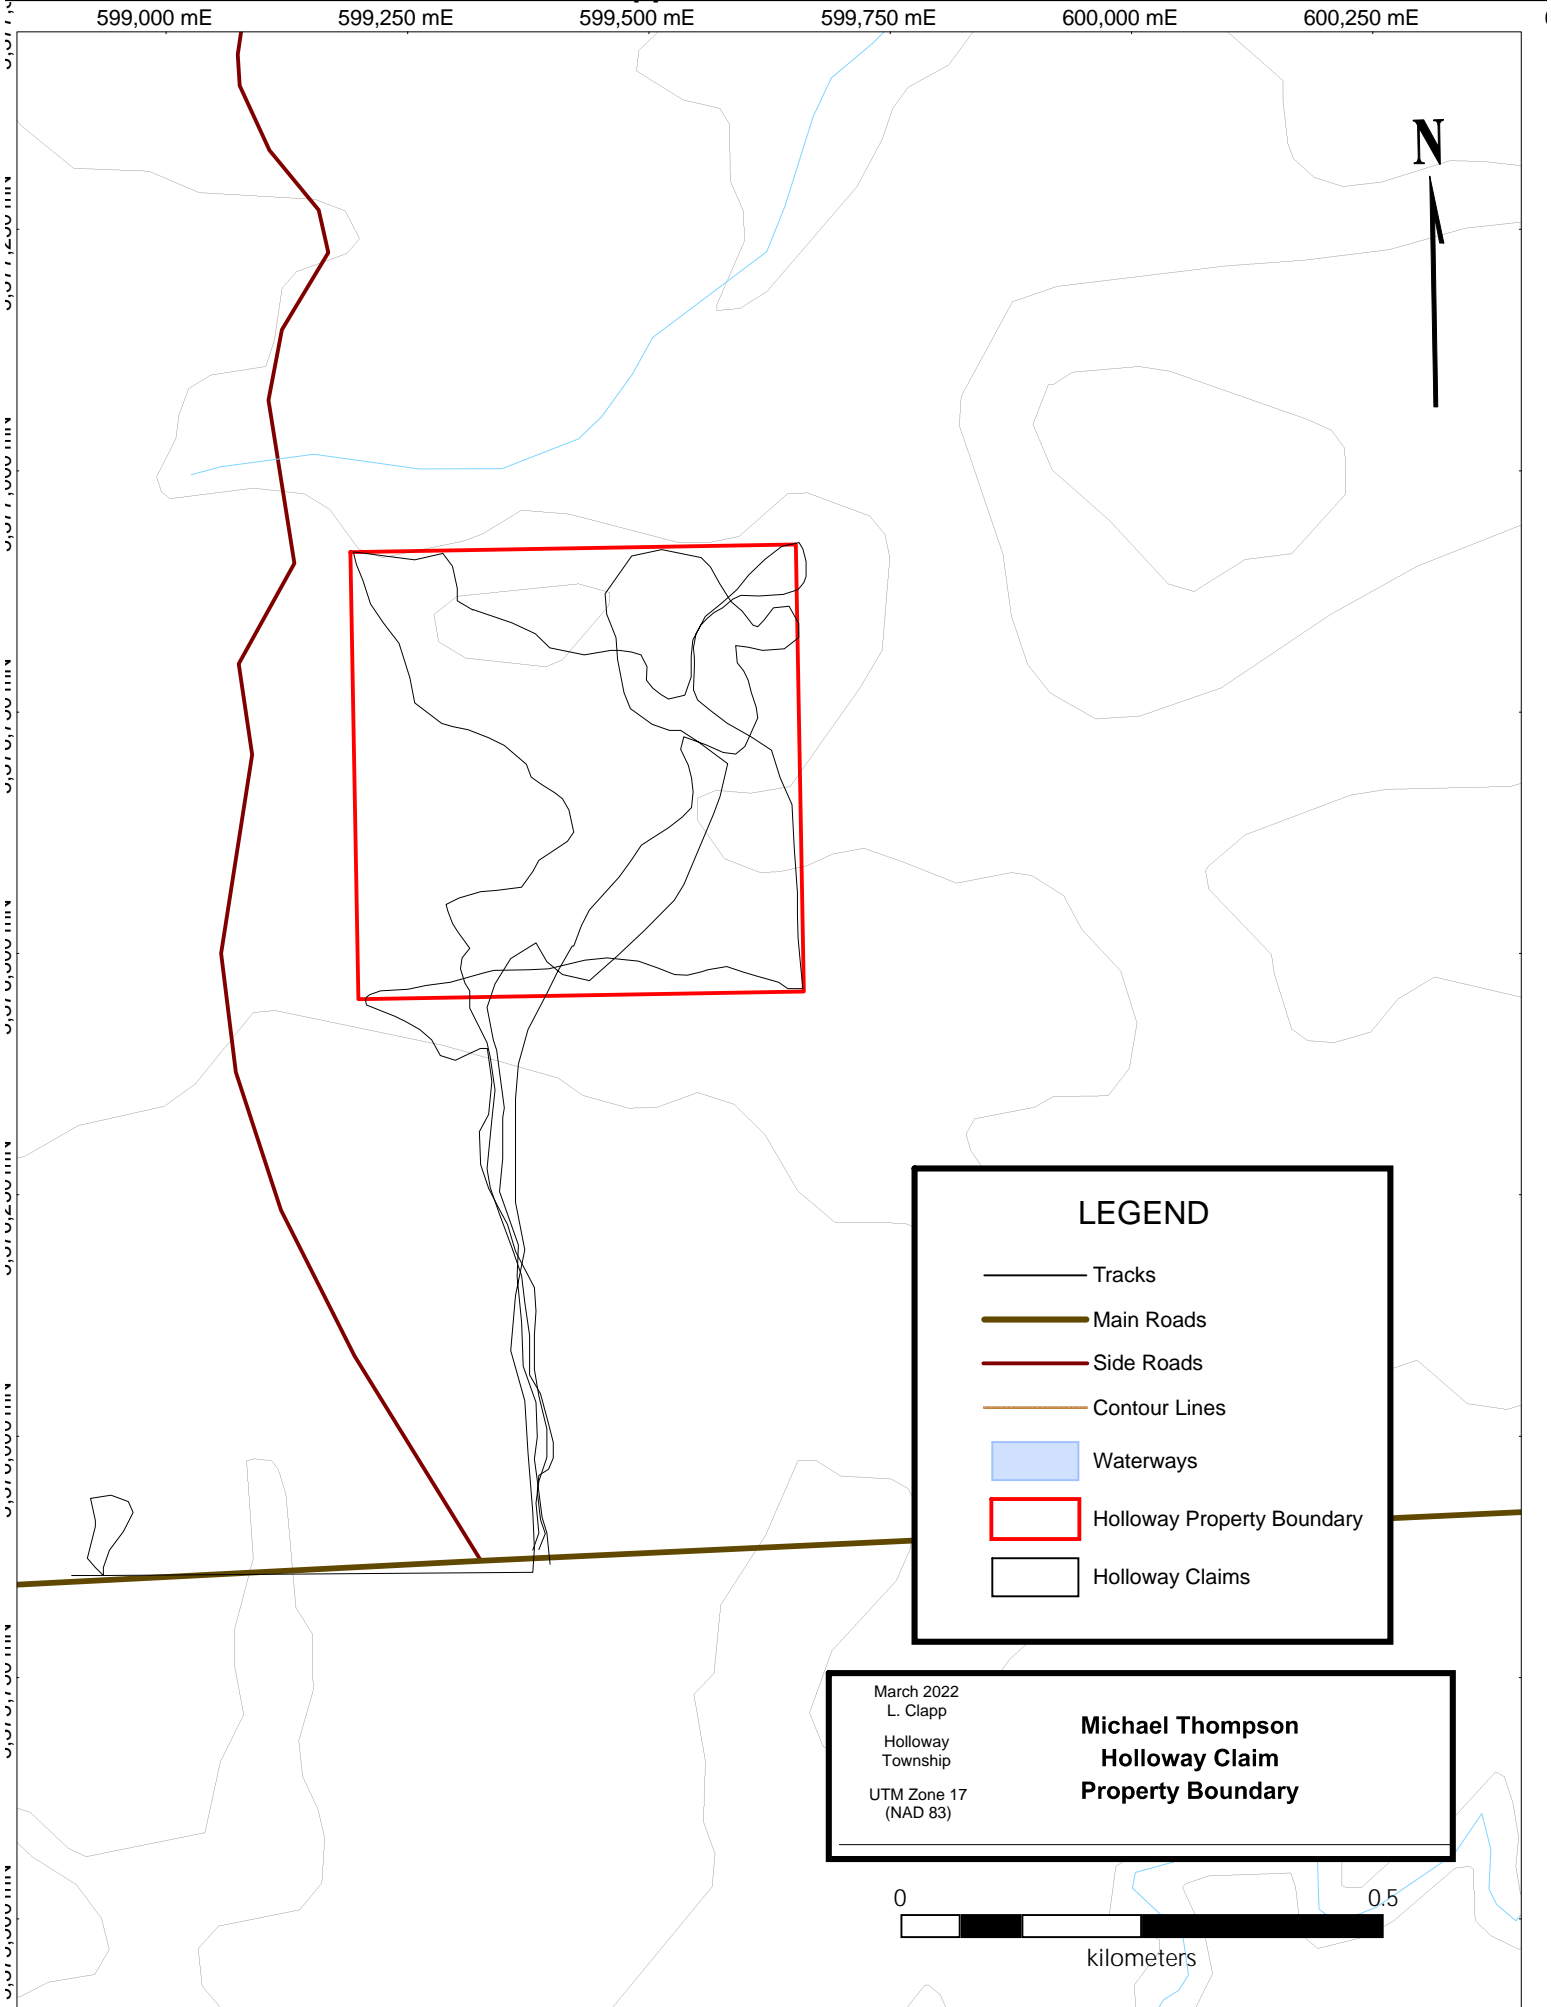 599,000 mE 599,250 mE 599,500 mE 599,750 mE 600,000 mE 600,250 mE
N
LEGEND
Tracks
Main Roads
Side Roads
Contour Lines
Waterways
Holloway Property Boundary
Holloway Claims
March 2022
L. Clapp
Holloway
Township
UTM Zone 17
(NAD 83)
Michael Thompson
Holloway Claim
Property Boundary
0 0.5
kilometers